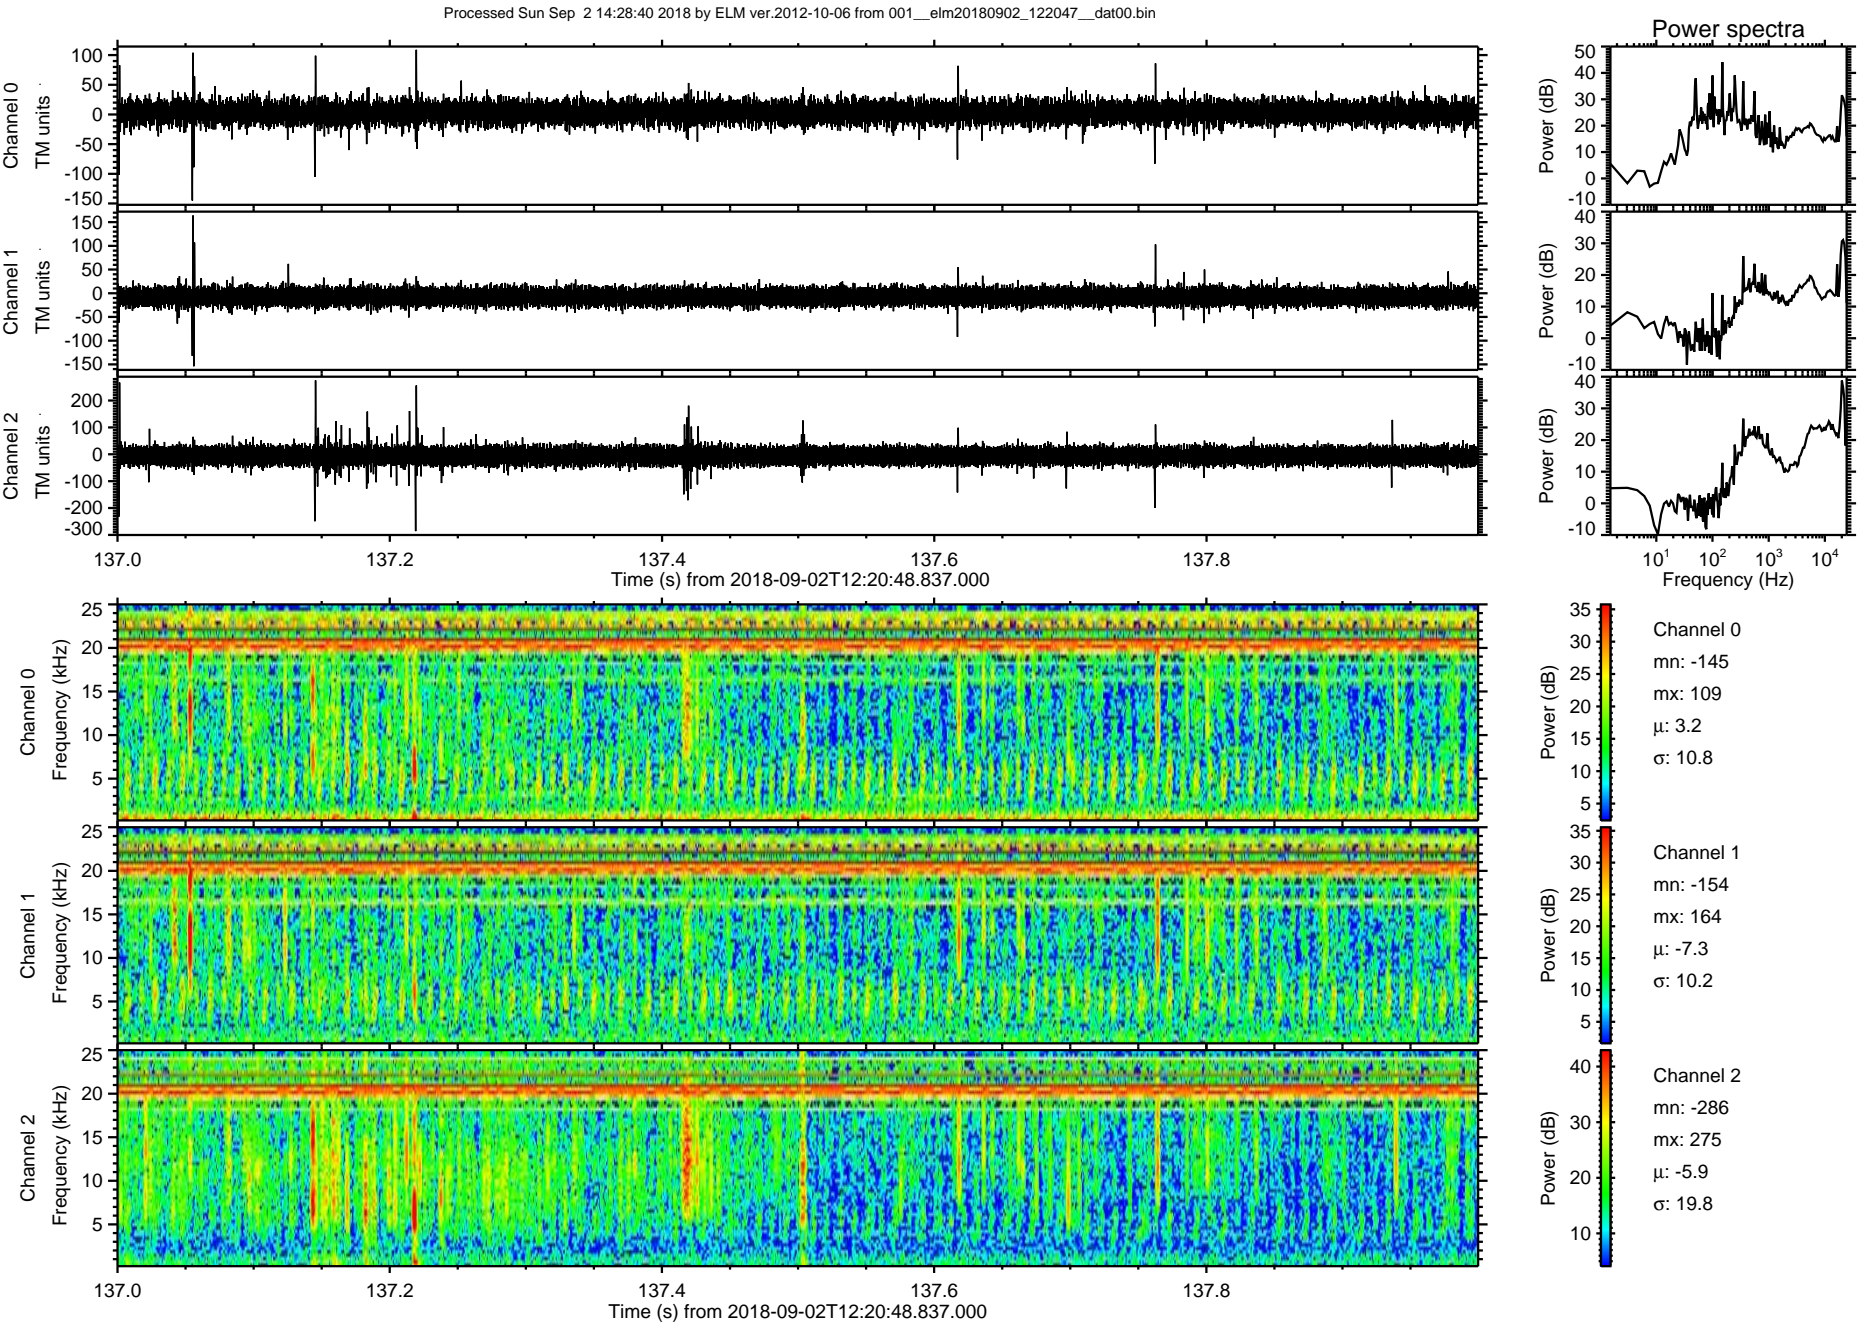 Processed Sun Sep  2 14:28:40 2018 by ELM ver.2012-10-06 from 001__elm20180902_122047__dat00.bin
Power spectra
Channel 0
TM units
100
50
0
-50
-100
-150
Power (dB)
50
40
30
20
10
0
-10
Channel 1
TM units
150
100
50
0
-50
-100
-150
Power (dB)
40
30
20
10
0
-10
Channel 2
TM units
200
100
0
-100
-200
-300
Power (dB)
40
30
20
10
0
-10
137.0 137.2 137.4 137.6 137.8
Time (s) from 2018-09-02T12:20:48.837.000
10¹ 10² 10³ 10⁴
Frequency (Hz)
Channel 0
Frequency (kHz)
25
20
15
10
5
Power (dB)
35
30
25
20
15
10
5
Channel 0
mn: -145
mx: 109
μ: 3.2
σ: 10.8
Channel 1
Frequency (kHz)
25
20
15
10
5
Power (dB)
35
30
25
20
15
10
5
Channel 1
mn: -154
mx: 164
μ: -7.3
σ: 10.2
Channel 2
Frequency (kHz)
25
20
15
10
5
Power (dB)
40
30
20
10
Channel 2
mn: -286
mx: 275
μ: -5.9
σ: 19.8
137.0 137.2 137.4 137.6 137.8
Time (s) from 2018-09-02T12:20:48.837.000